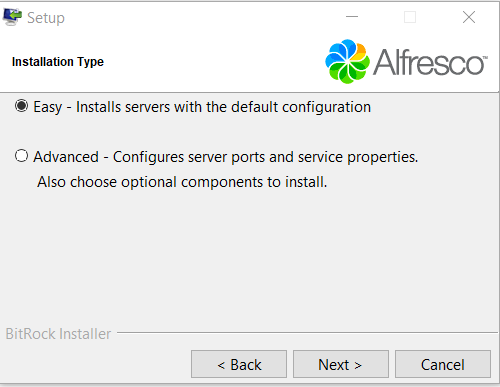 Setup
Installation Type
Alfresco™
Easy - Installs servers with the default configuration
Advanced - Configures server ports and service properties.
Also choose optional components to install.
BitRock Installer
< Back
Next >
Cancel